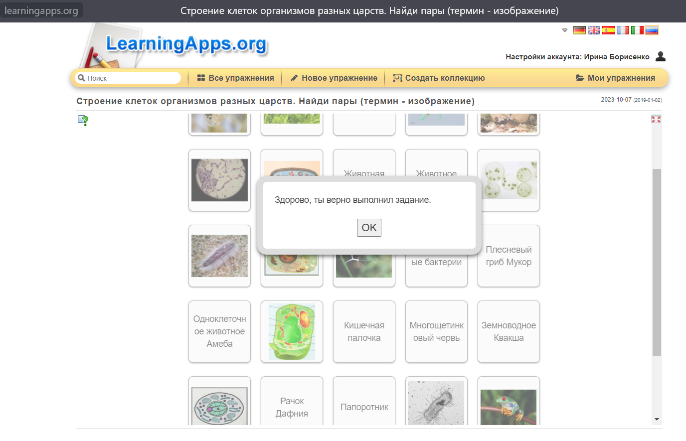 learningapps.org
Строение клеток организмов разных царств. Найди пары (термин - изображение)
LearningApps.org
Настройки аккаунта: Ирина Борисенко
Поиск
Все упражнения
Новое упражнение
Создать коллекцию
Мои упражнения
Строение клеток организмов разных царств. Найди пары (термин - изображение)
2023-10-07 (2019-01-02)
Животная
Животное
Здорово, ты верно выполнил задание.
OK
ые бактерии
Плесневый
гриб Мукор
Одноклеточн
ое животное
Амеба
Кишечная
палочка
Многощетинк
овый червь
Земноводное
Квакша
Рачок
Дафния
Папоротник